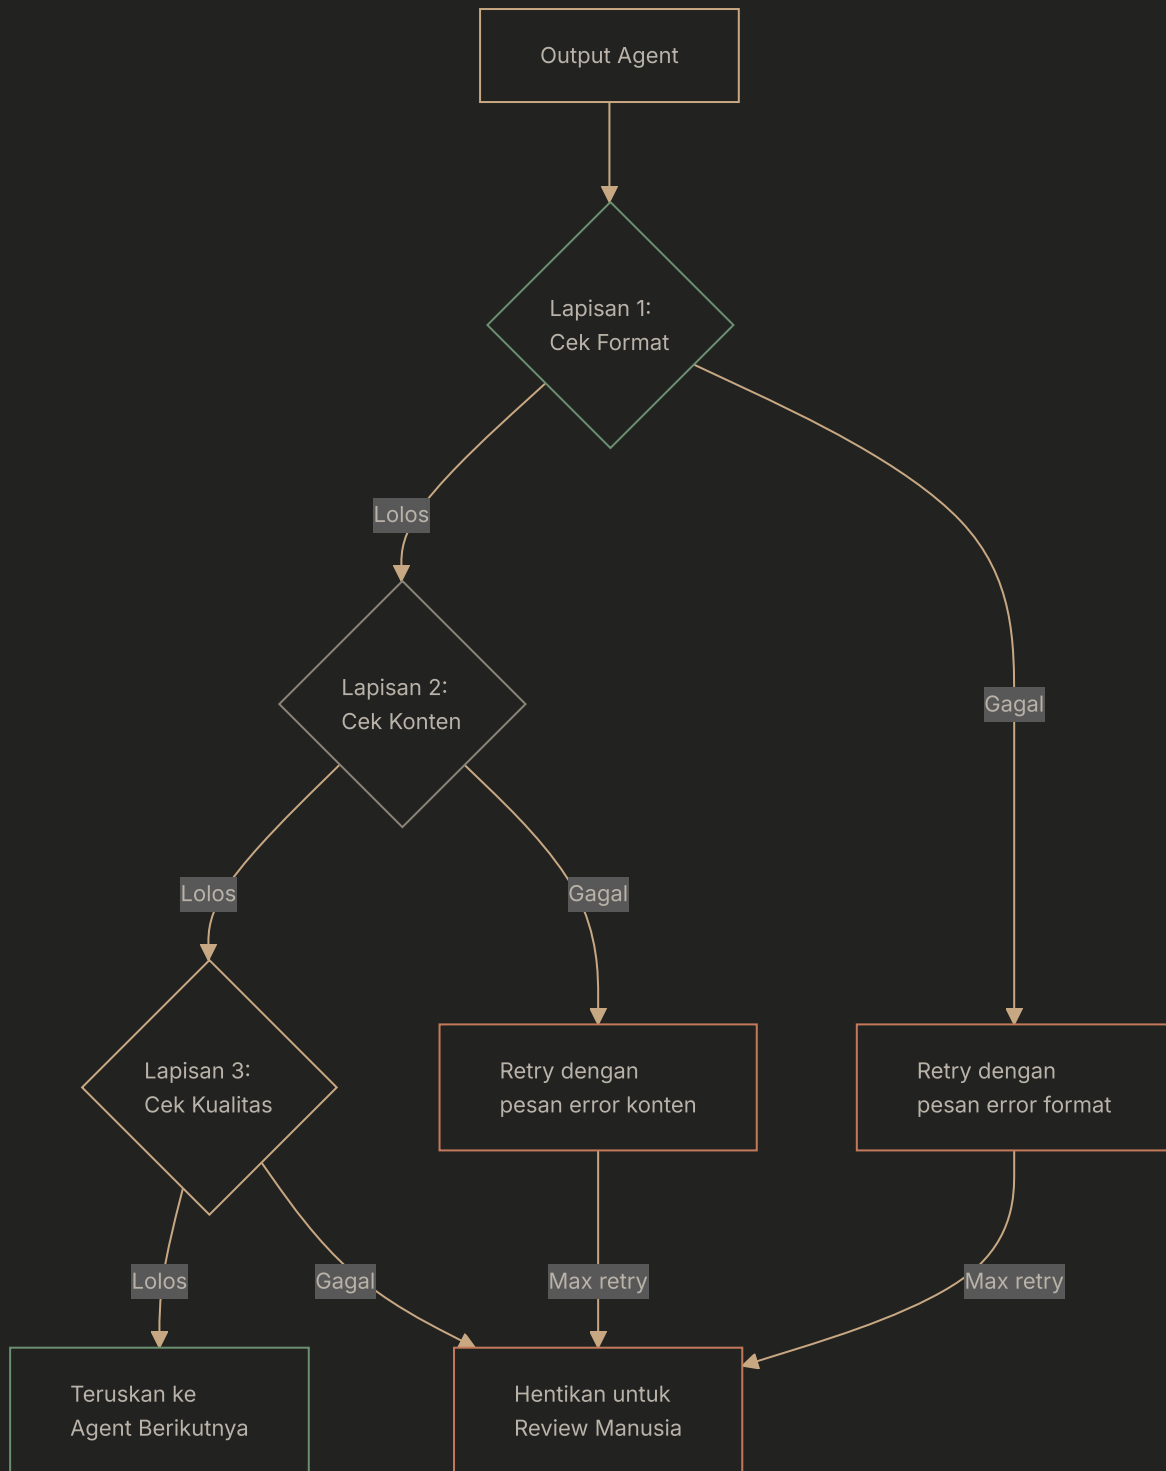 Output Agent
Lapisan 1:
Cek Format
Lolos
Lapisan 2:
Cek Konten
Gagal
Lolos
Gagal
Lapisan 3:
Cek Kualitas
Retry dengan
pesan error konten
Retry dengan
pesan error format
Lolos
Gagal
Max retry
Max retry
Teruskan ke
Agent Berikutnya
Hentikan untuk
Review Manusia